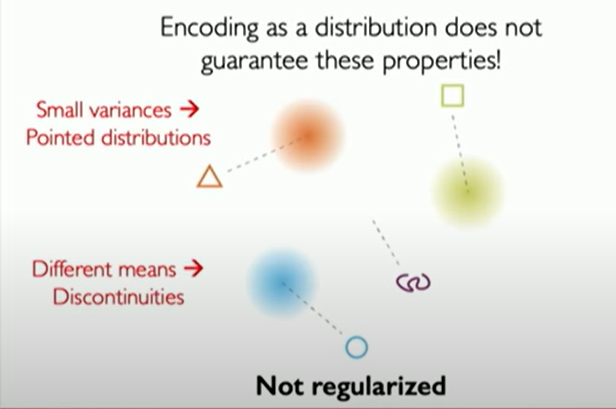 Encoding as a distribution does not
guarantee these properties!
Small variances →
Pointed distributions
Different means →
Discontinuities
Not regularized